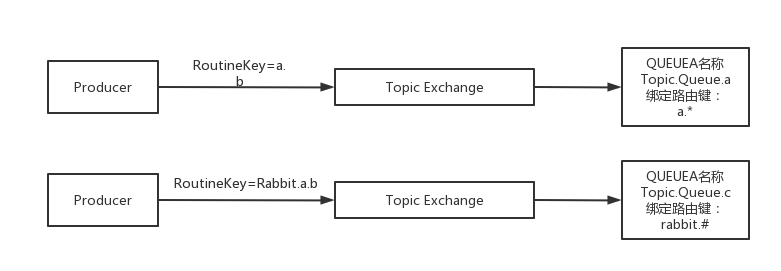 Producer
RoutineKey=a.
b
Topic Exchange
QUEUEA名称
Topic.Queue.a
绑定路由键：
a.*
Producer
RoutineKey=Rabbit.a.b
Topic Exchange
QUEUEA名称
Topic.Queue.c
绑定路由键：
rabbit.#